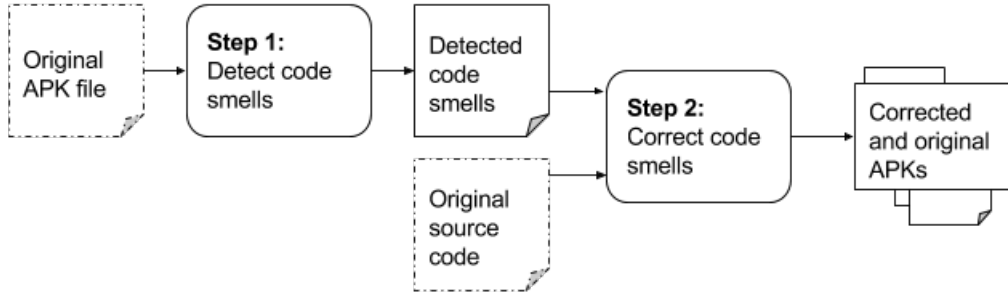 Original
APK file
Step 1:
Detect code
smells
Detected
code
smells
Original
source
code
Step 2:
Correct code
smells
Corrected
and original
APKs